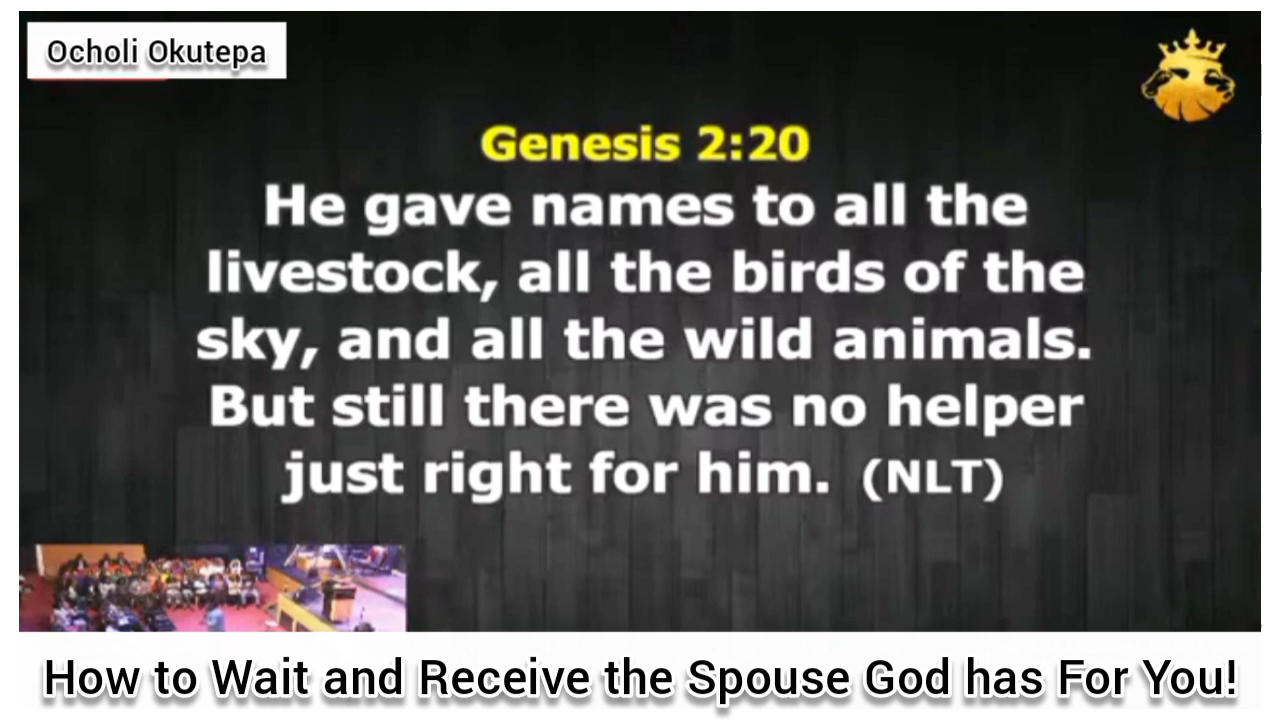 Ocholi Okutepa
Genesis 2:20
He gave names to all the
livestock, all the birds of the
sky, and all the wild animals.
But still there was no helper
just right for him. (NLT)
How to Wait and Receive the Spouse God has For You!